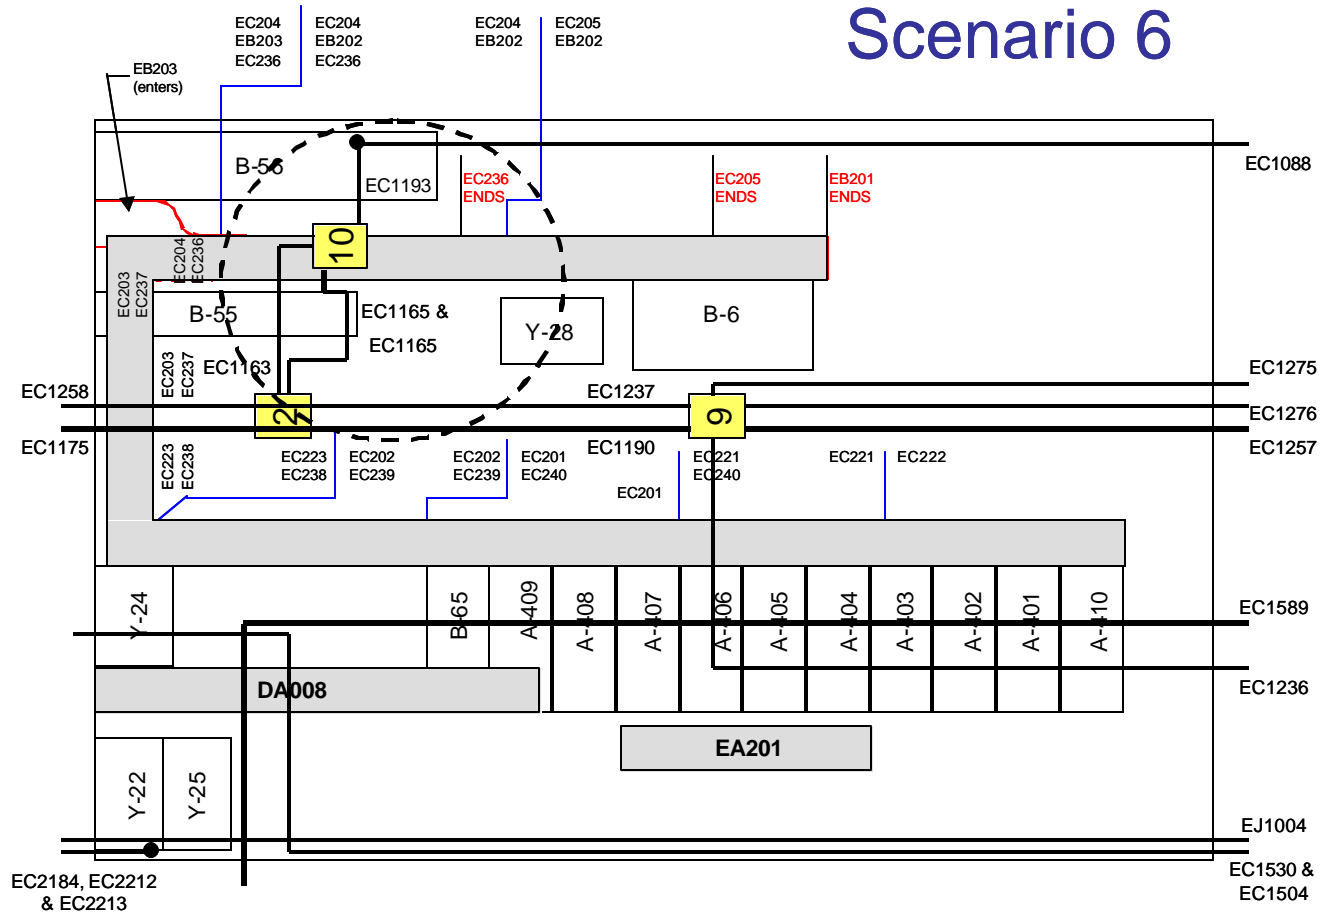 Scenario 6
EC204
EB203
EC236
EC204
EB202
EC236
EC204
EB202
EC205
EB202
EB203
(enters)
B-56
EC1193
EC236
ENDS
EC205
ENDS
EB201
ENDS
EC1088
10
EC204
EC236
EC203
EC237
B-55
EC1165 &
EC1165
Y-28
B-6
EC203
EC237
EC1163
EC1275
EC1258
EC1237
EC1276
2
9
EC1175
EC1190
EC1257
EC223
EC238
EC223
EC238
EC202
EC239
EC202
EC239
EC201
EC240
EC201
EC221
EC240
EC221
EC222
Y-24
B-65
A-409
A-408
A-407
A-406
A-405
A-404
A-403
A-402
A-401
A-410
EC1589
EC1236
DA008
EA201
Y-22
Y-25
EJ1004
EC2184, EC2212
& EC2213
EC1530 &
EC1504